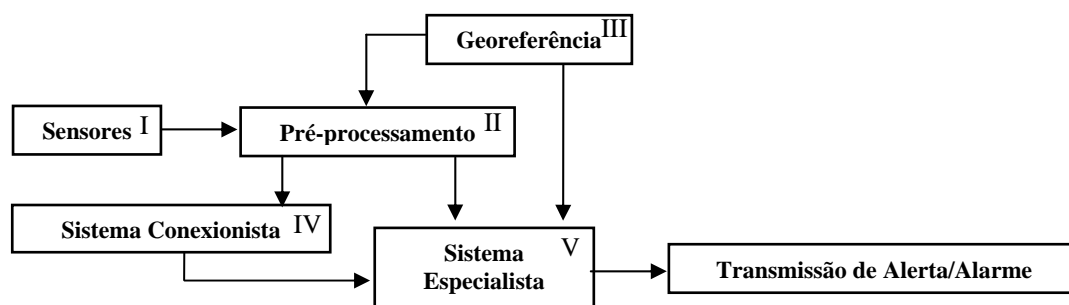 Georeferência III
Sensores I
Pré-processamento II
Sistema Conexionista IV
Sistema V
Especialista
Transmissão de Alerta/Alarme